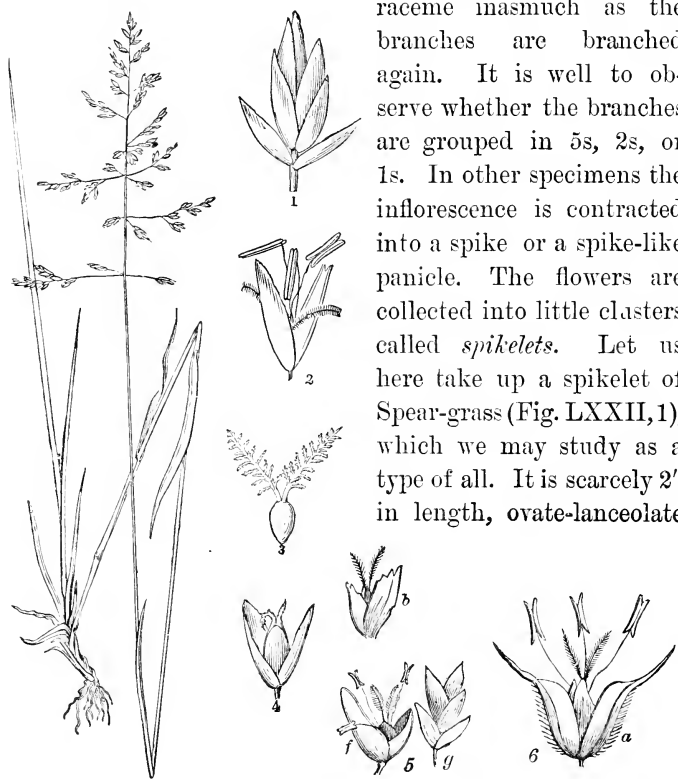 raceme inasmuch as the
branches are branched
again. It is well to ob-
serve whether the branches
are grouped in 5s, 2s, or
1s. In other specimens the
inflorescence is contracted
into a spike or a spike-like
panicle. The flowers are
collected into little clusters
called spikelets. Let us
here take up a spikelet of
Spear-grass (Fig. LXXII, 1)
which we may study as a
type of all. It is scarcely 2'
in length, ovate-lanceolate
1
2
3
4
b
f 5 g
6 a